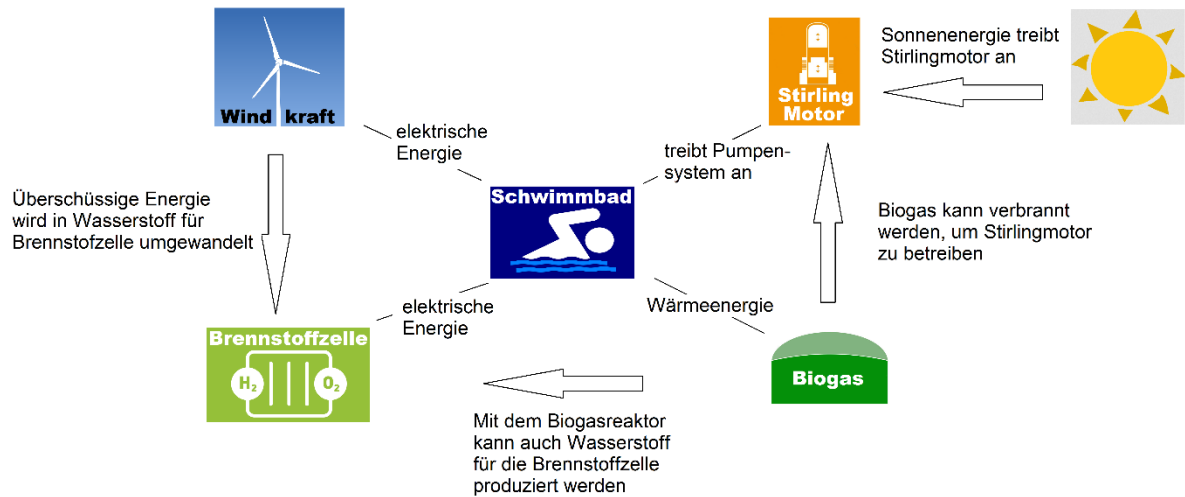 Wind kraft
elektrische
Energie
Stirling
Motor
Sonnenenergie treibt
Stirlingmotor an
treibt Pumpen-
system an
Überschüssige Energie
wird in Wasserstoff für
Brennstofzelle umgewandelt
Schwimmbad
Biogas kann verbrannt
werden, um Stirlingmotor
zu betreiben
elektrische
Energie
Wärmeenergie
Brennstoffzelle
H₂ O₂
Biogas
Mit dem Biogasreaktor
kann auch Wasserstoff
für die Brennstoffzelle
produziert werden